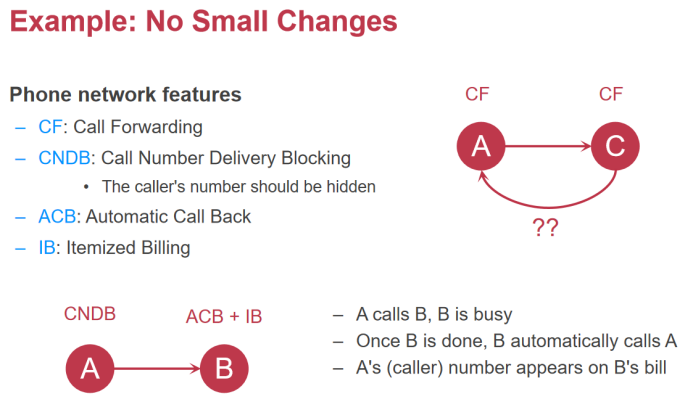 Example: No Small Changes
Phone network features
– CF: Call Forwarding
– CNDB: Call Number Delivery Blocking
• The caller's number should be hidden
– ACB: Automatic Call Back
– IB: Itemized Billing
CF CF
A C
??
CNDB ACB + IB
A B
– A calls B, B is busy
– Once B is done, B automatically calls A
– A's (caller) number appears on B's bill